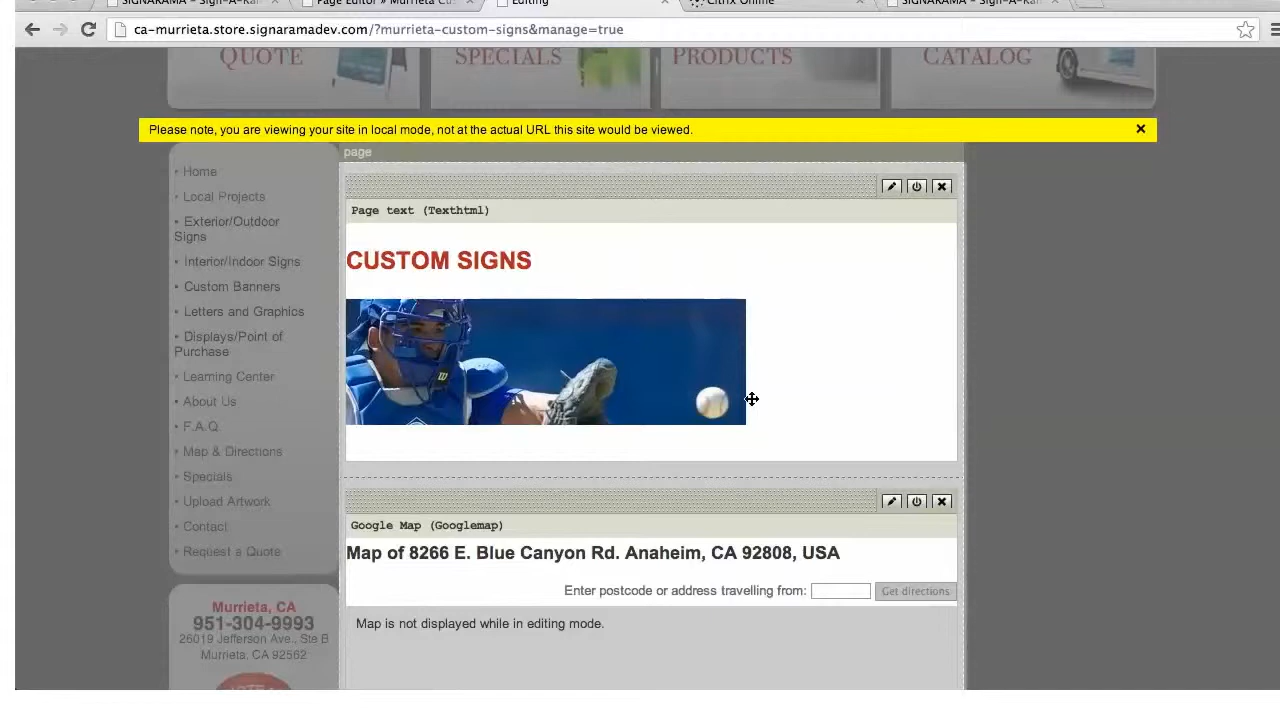 SIGNARAMA – Sign-A-Ra
Page Editor » Murrieta Cus
Editing
Citrix Online
SIGNARAMA – Sign-A-Ra
ca-murrieta.store.signaramadev.com/?murrieta-custom-signs&manage=true
QUOTE
SPECIALS
PRODUCTS
CATALOG
Please note, you are viewing your site in local mode, not at the actual URL this site would be viewed.
page
• Home
• Local Projects
• Exterior/Outdoor
Signs
• Interior/Indoor Signs
• Custom Banners
• Letters and Graphics
• Displays/Point of
Purchase
• Learning Center
• About Us
• F.A.Q.
• Map & Directions
• Specials
• Upload Artwork
• Contact
• Request a Quote
Murrieta, CA
951-304-9993
26019 Jefferson Ave., Ste B
Murrieta, CA 92562
Page text (Texthtml)
CUSTOM SIGNS
W
Google Map (Googlemap)
Map of 8266 E. Blue Canyon Rd. Anaheim, CA 92808, USA
Enter postcode or address travelling from:
Get directions
Map is not displayed while in editing mode.